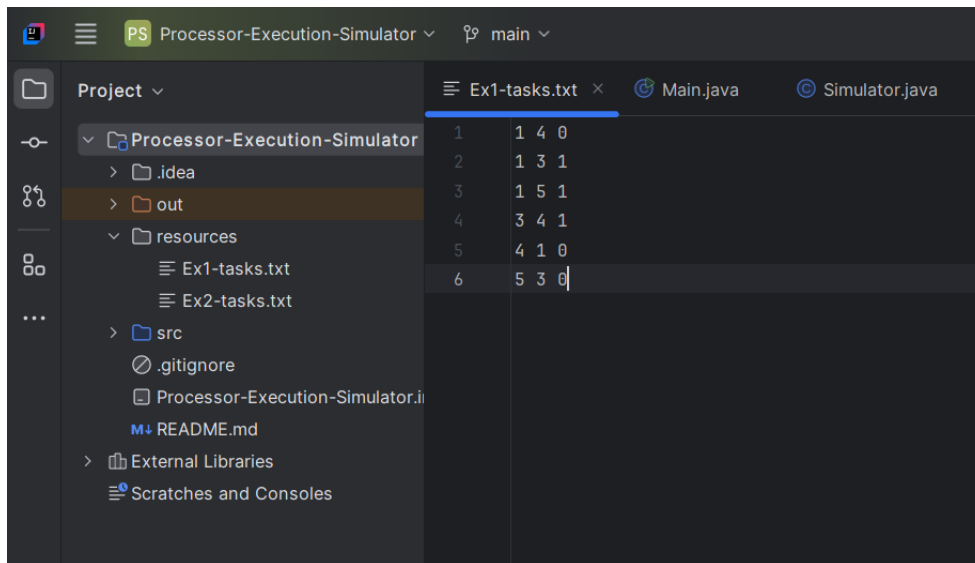 PS Processor-Execution-Simulator main
Project
Ex1-tasks.txt Main.java Simulator.java
Processor-Execution-Simulator
.idea
out
resources
Ex1-tasks.txt
Ex2-tasks.txt
src
.gitignore
Processor-Execution-Simulator.i
M↓ README.md
External Libraries
Scratches and Consoles
1 1 4 0
2 1 3 1
3 1 5 1
4 3 4 1
5 4 1 0
6 5 3 0